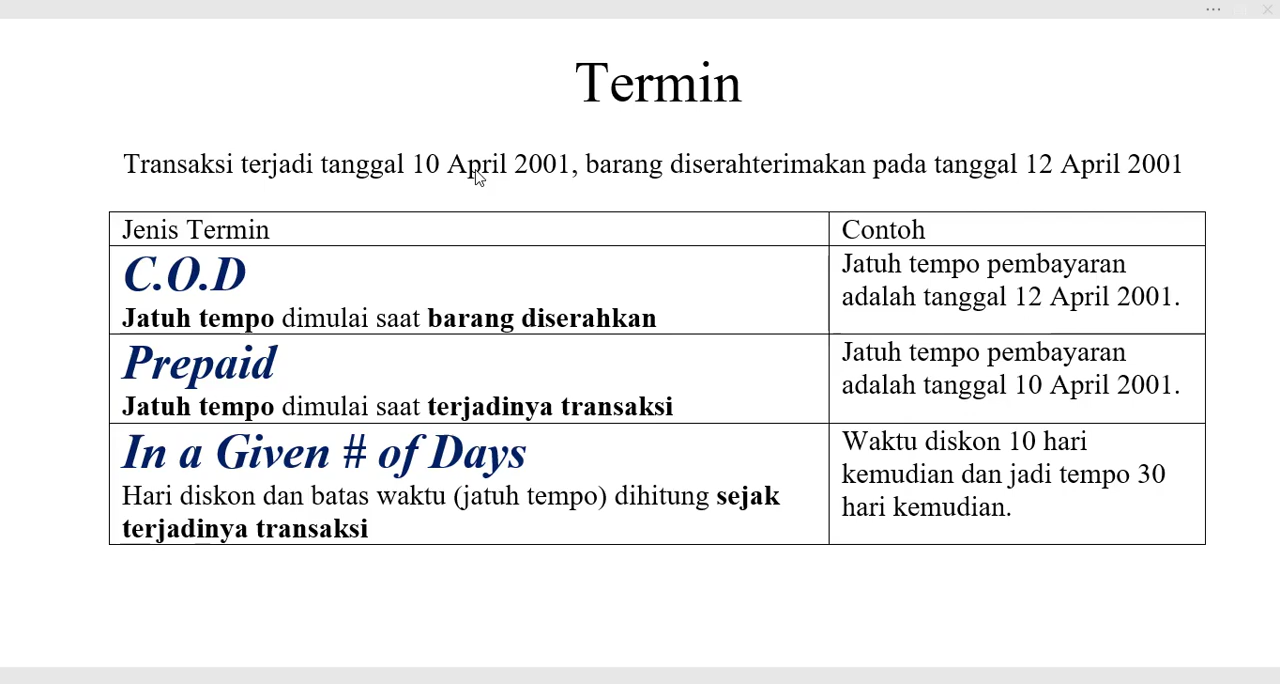 Termin
Transaksi terjadi tanggal 10 April 2001, barang diserahterimakan pada tanggal 12 April 2001
Jenis Termin
Contoh
C.O.D
Jatuh tempo dimulai saat barang diserahkan
Jatuh tempo pembayaran
adalah tanggal 12 April 2001.
Prepaid
Jatuh tempo dimulai saat terjadinya transaksi
Jatuh tempo pembayaran
adalah tanggal 10 April 2001.
In a Given # of Days
Hari diskon dan batas waktu (jatuh tempo) dihitung sejak
terjadinya transaksi
Waktu diskon 10 hari
kemudian dan jadi tempo 30
hari kemudian.